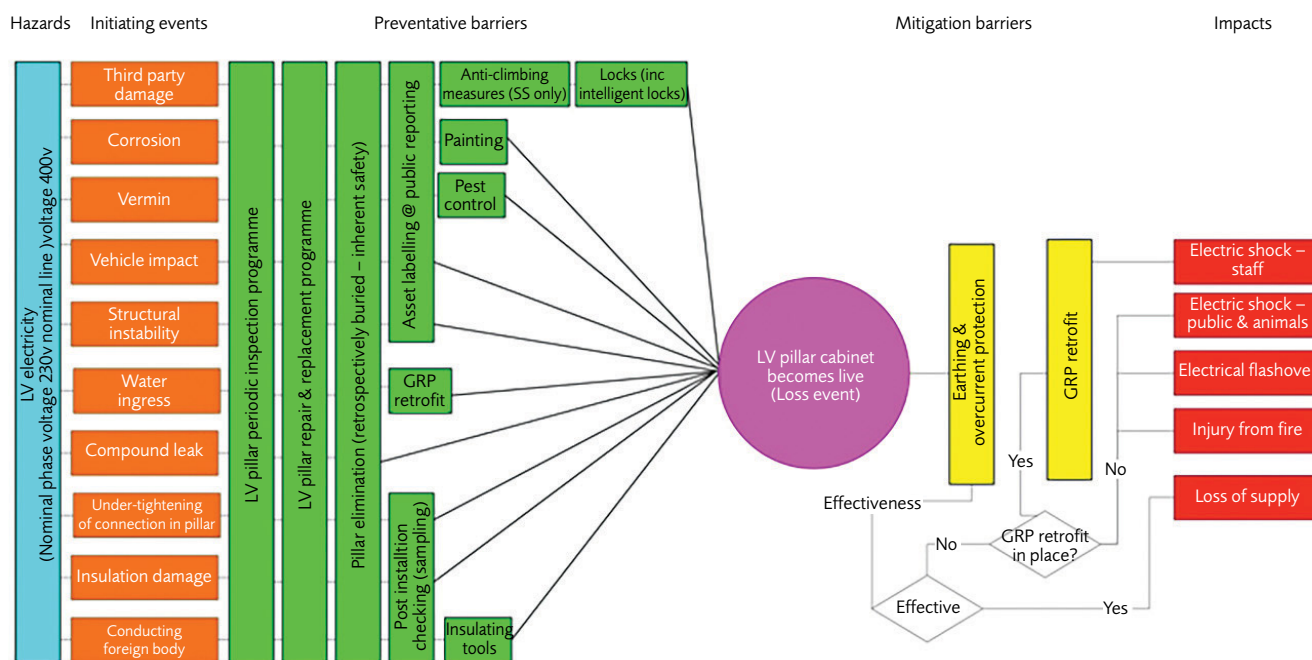 Hazards
Initiating events
Preventative barriers
Mitigation barriers
Impacts
LV electricity
(Nominal phase voltage 230v nominal line )voltage 400v
Third party
damage
Corrosion
Vermin
Vehicle impact
Structural
instability
Water
ingress
Compound leak
Under-tightening
of connection in pillar
Insulation damage
Conducting
foreign body
LV pillar periodic inspection programme
LV pillar repair & replacement programme
Pillar elimination (retrospectively buried – inherent safety)
Asset labelling @ public reporting
Anti-climbing
measures (SS only)
Locks (inc
intelligent locks)
Painting
Pest
control
GRP
retrofit
Post installtion
checking (sampling)
Insulating
tools
LV pillar cabinet
becomes live
(Loss event)
Earthing &
overcurrent protection
GRP retrofit
Yes
No
Effectiveness
GRP retrofit
in place?
No
Effective
Yes
Electric shock –
staff
Electric shock –
public & animals
Electrical flashove
Injury from fire
Loss of supply